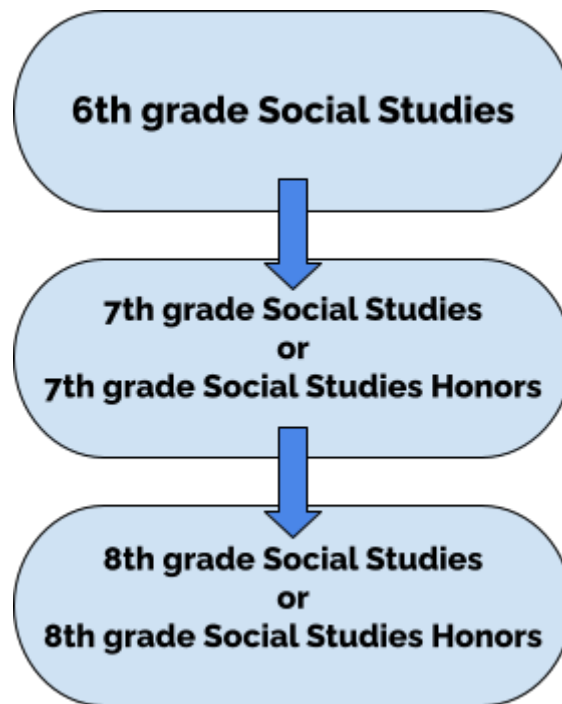 6th grade Social Studies
7th grade Social Studies
or
7th grade Social Studies Honors
8th grade Social Studies
or
8th grade Social Studies Honors